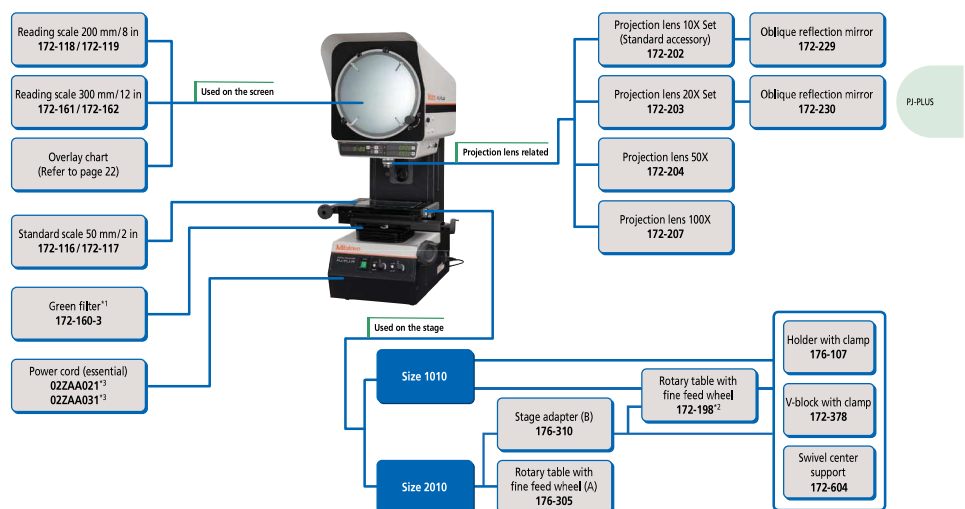 Reading scale 200 mm/8 in
172-118/172-119
Reading scale 300 mm/12 in
172-161/172-162
Overlay chart
(Refer to page 22)
Used on the screen
Standard scale 50 mm/2 in
172-116/172-117
Green filter*1
172-160-3
Power cord (essential)
02ZAA021*3
02ZAA031*3
Mitutoyo
PJ-PLUS
Projection lens related
Projection lens 10X Set
(Standard accessory)
172-202
Oblique reflection mirror
172-229
Projection lens 20X Set
172-203
Oblique reflection mirror
172-230
Projection lens 50X
172-204
Projection lens 100X
172-207
PJ-PLUS
Used on the stage
Size 1010
Size 2010
Stage adapter (B)
176-310
Rotary table with
fine feed wheel (A)
176-305
Rotary table with
fine feed wheel
172-198*2
Holder with clamp
176-107
V-block with clamp
172-378
Swivel center
support
172-604